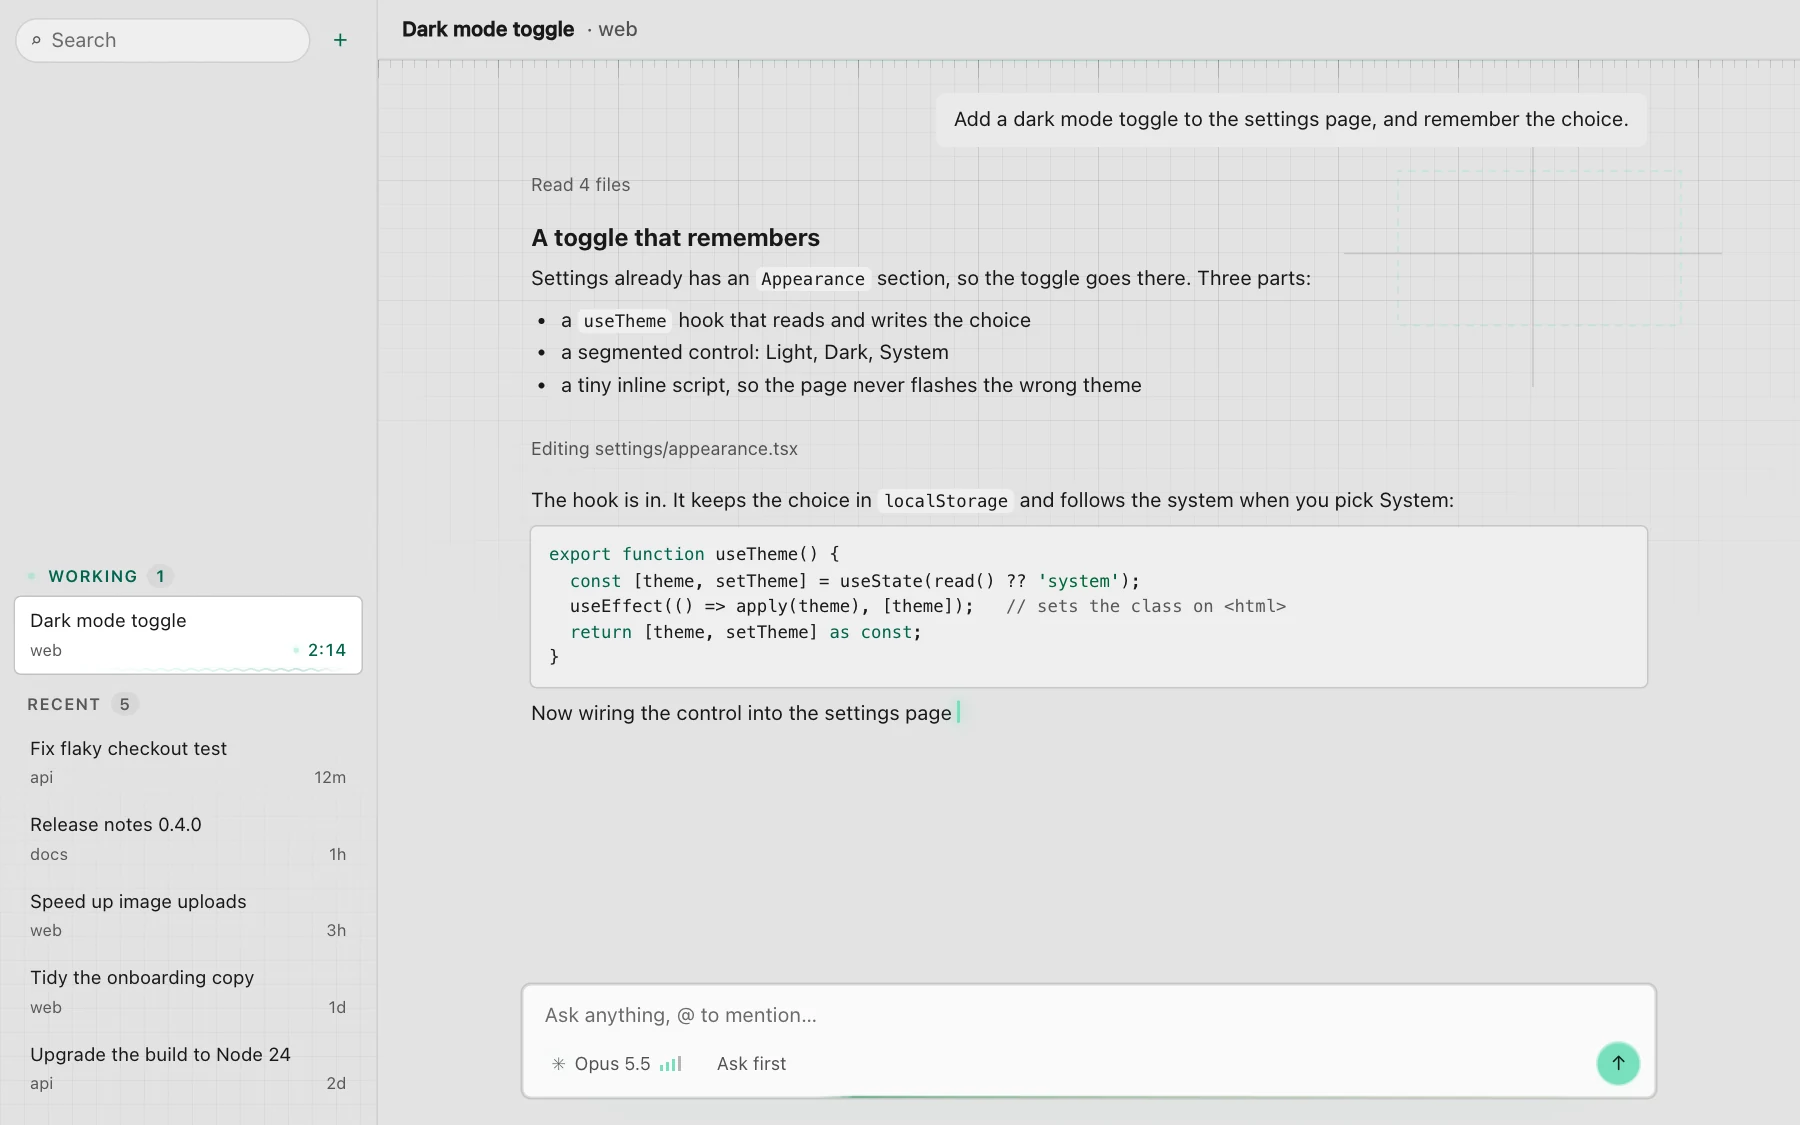 Search
+
WORKING 1
Dark mode toggle
web 2:14
RECENT 5
Fix flaky checkout test
api 12m
Release notes 0.4.0
docs 1h
Speed up image uploads
web 3h
Tidy the onboarding copy
web 1d
Upgrade the build to Node 24
api 2d
Dark mode toggle · web
Add a dark mode toggle to the settings page, and remember the choice.
Read 4 files
A toggle that remembers
Settings already has an Appearance section, so the toggle goes there. Three parts:
• a useTheme hook that reads and writes the choice
• a segmented control: Light, Dark, System
• a tiny inline script, so the page never flashes the wrong theme
Editing settings/appearance.tsx
The hook is in. It keeps the choice in localStorage and follows the system when you pick System:
export function useTheme() {
  const [theme, setTheme] = useState(read() ?? 'system');
  useEffect(() => apply(theme), [theme]);   // sets the class on <html>
  return [theme, setTheme] as const;
}
Now wiring the control into the settings page
Ask anything, @ to mention...
Opus 5.5 Ask first